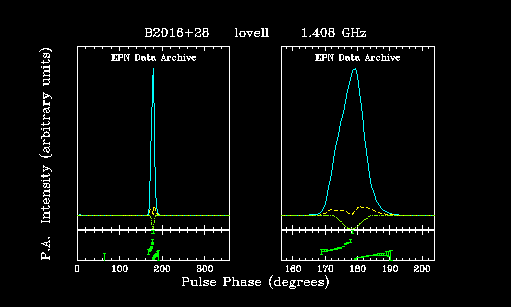 B2016+28 lovell 1.408 GHz
EPN Data Archive EPN Data Archive
P.A. Intensity (arbitrary units)
0 100 200 300 160 170 180 190 200
Pulse Phase (degrees)